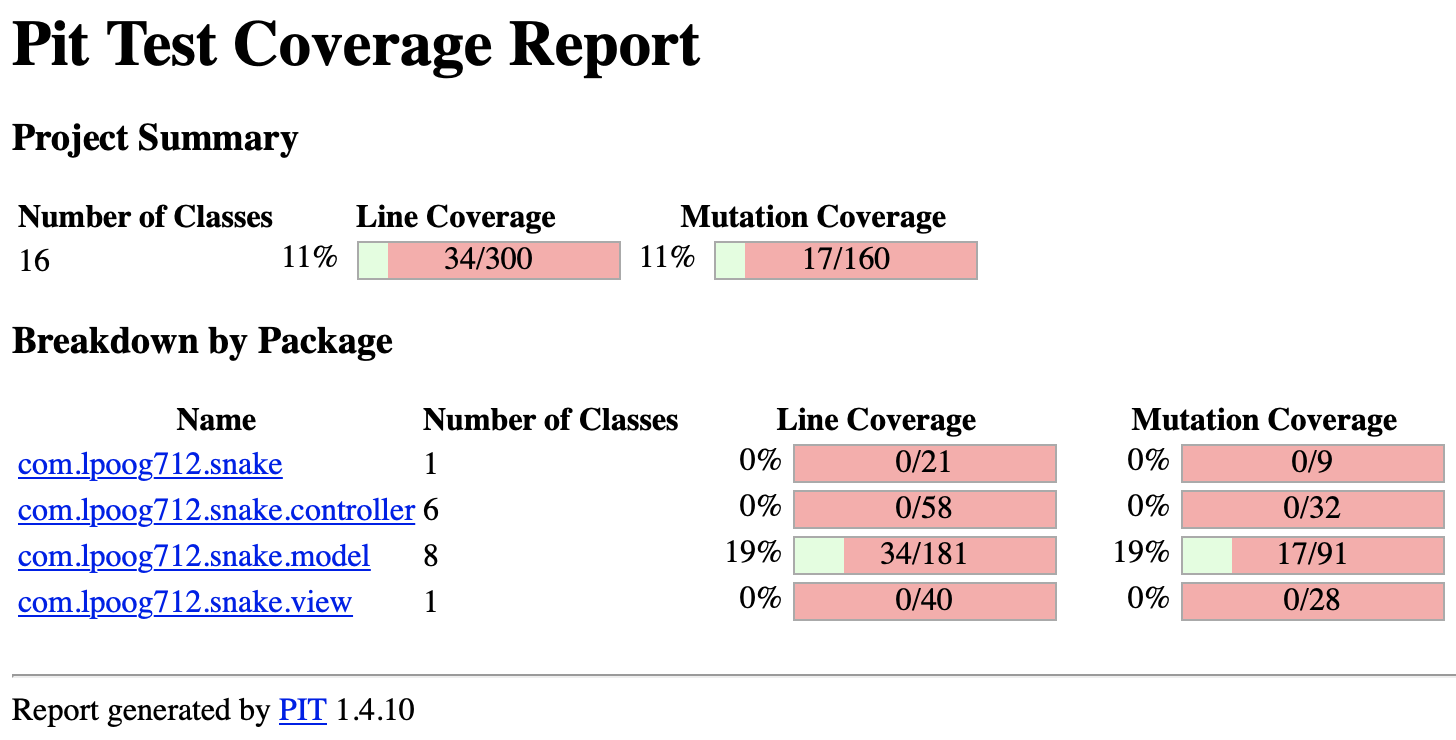 Pit Test Coverage Report
Project Summary
Number of Classes Line Coverage Mutation Coverage
16 11% 34/300 11% 17/160
Breakdown by Package
Name Number of Classes Line Coverage Mutation Coverage
com.lpoog712.snake 1 0% 0/21 0% 0/9
com.lpoog712.snake.controller 6 0% 0/58 0% 0/32
com.lpoog712.snake.model 8 19% 34/181 19% 17/91
com.lpoog712.snake.view 1 0% 0/40 0% 0/28
Report generated by PIT 1.4.10